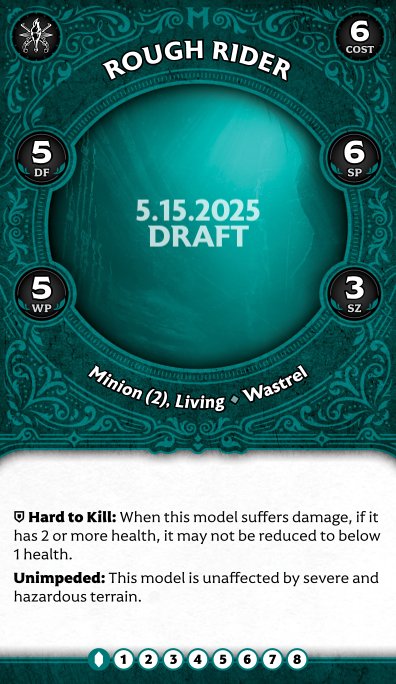 M
ROUGH RIDER
6
COST
5
DF
6
SP
5.15.2025
DRAFT
5
WP
3
SZ
Minion (2), Living ◆ Wastrel
Hard to Kill: When this model suffers damage, if it
has 2 or more health, it may not be reduced to below
1 health.
Unimpeded: This model is unaffected by severe and
hazardous terrain.
1 2 3 4 5 6 7 8